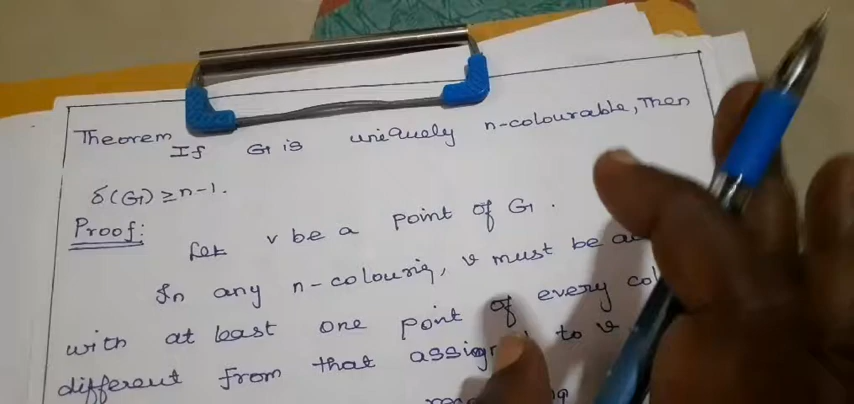 Theorem
If G is uniquely n-colourable, Then
δ(G) ≥ n-1.
Proof:
Let v be a point of G.
In any n-colouring, v must be
with at least one point of every
different from that to v